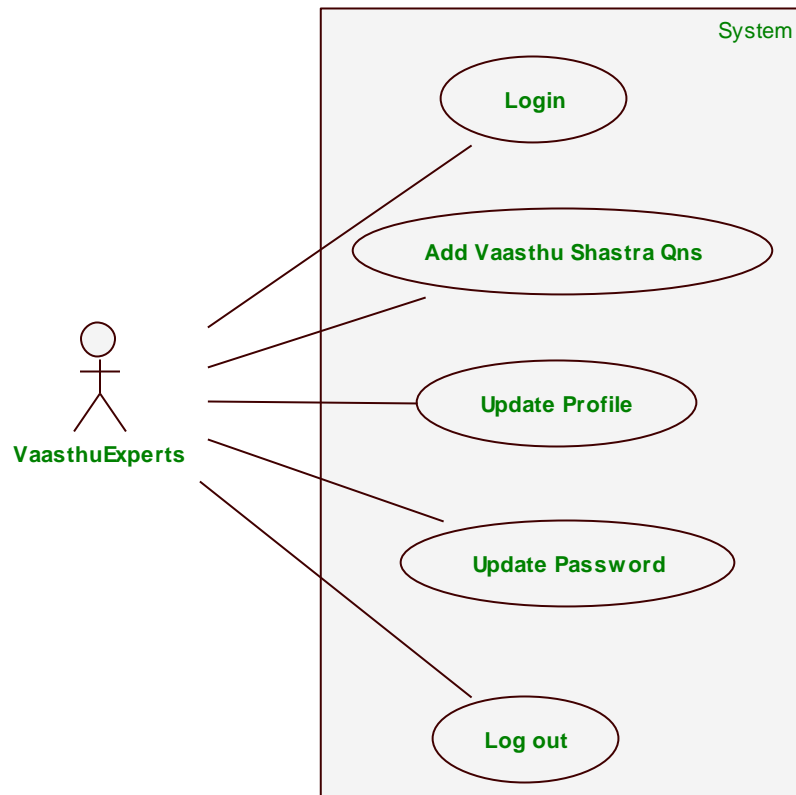 System
Login
Add Vaasthu Shastra Qns
Update Profile
VaasthuExperts
Update Password
Log out